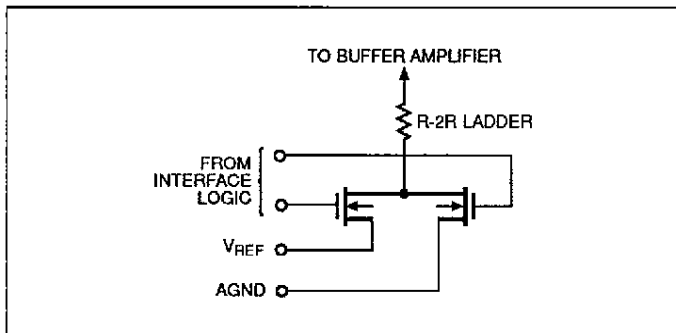 TO BUFFER AMPLIFIER
R-2R LADDER
FROM
INTERFACE
LOGIC
VREF
AGND